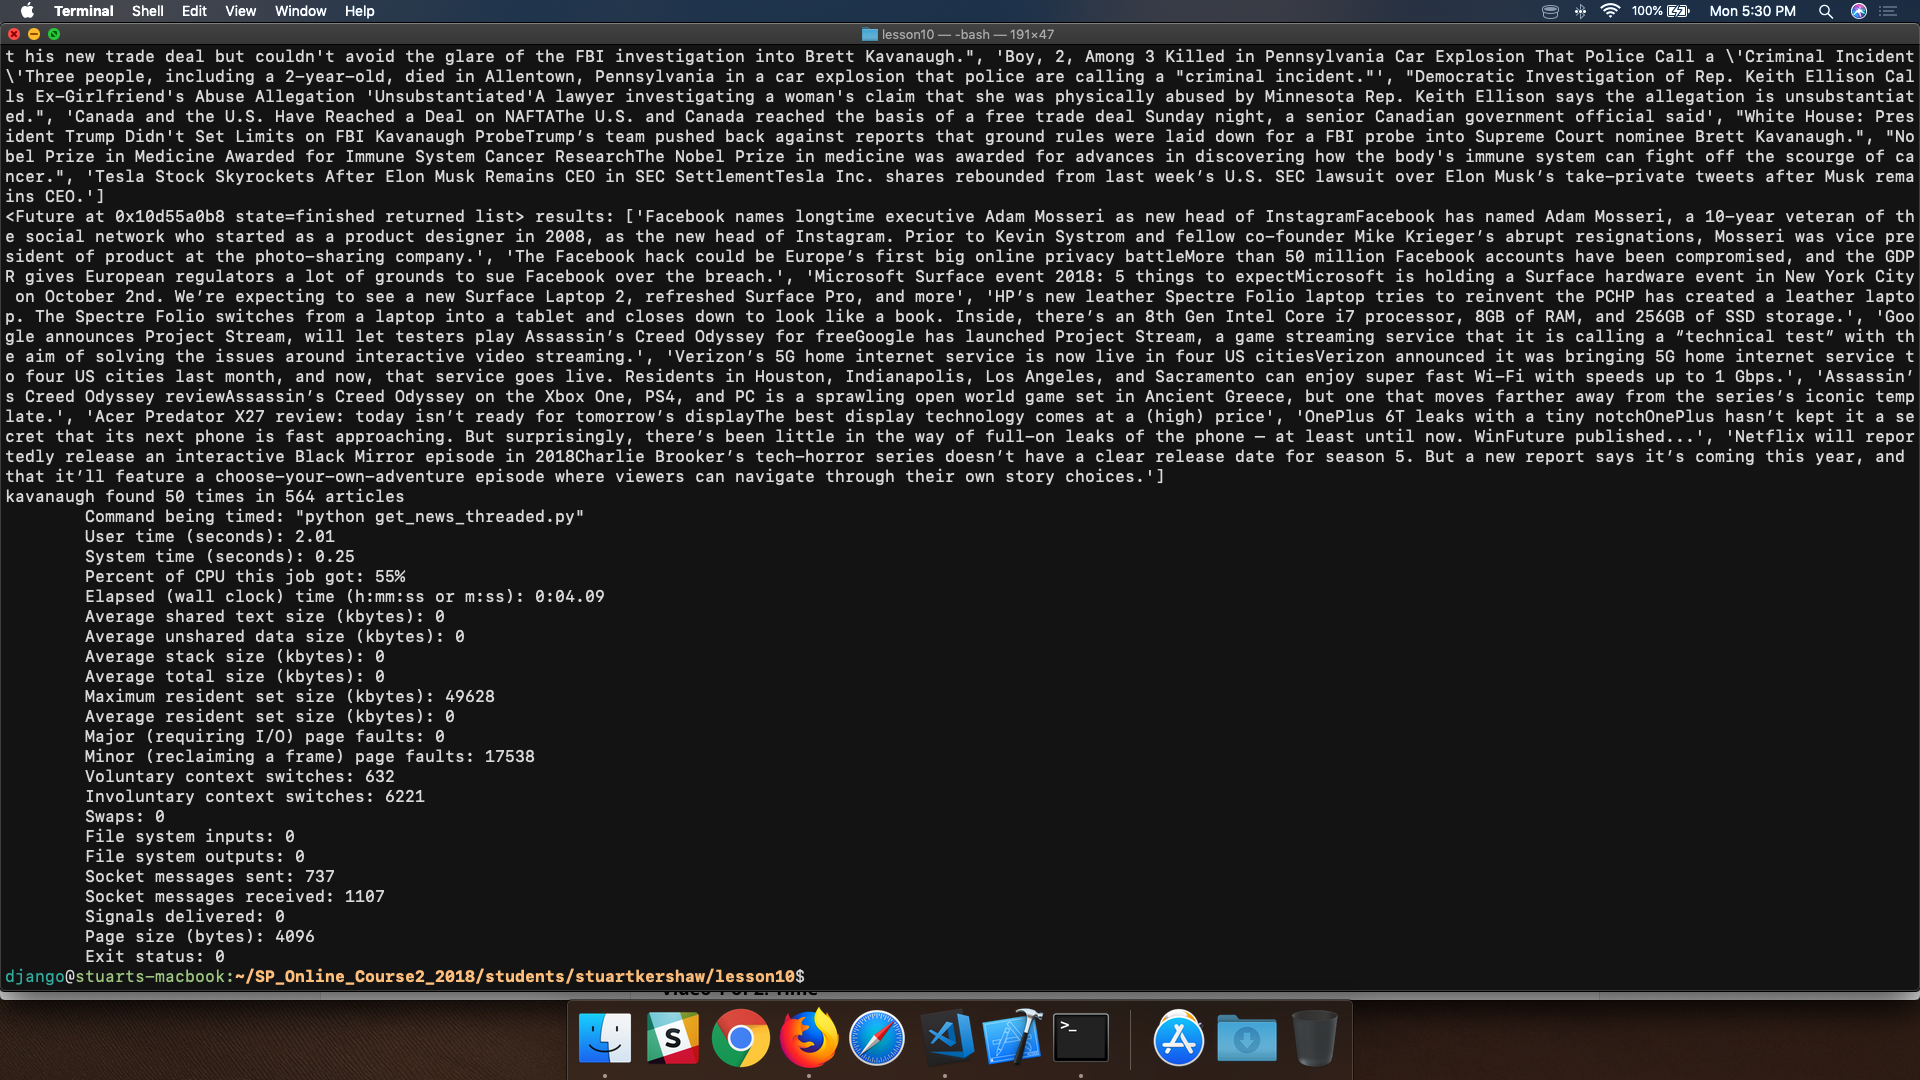 Terminal Shell Edit View Window Help 100% Mon 5:30 PM
lesson10 — -bash — 191×47
t his new trade deal but couldn't avoid the glare of the FBI investigation into Brett Kavanaugh.", 'Boy, 2, Among 3 Killed in Pennsylvania Car Explosion That Police Call a \'Criminal Incident
\'Three people, including a 2-year-old, died in Allentown, Pennsylvania in a car explosion that police are calling a "criminal incident."', "Democratic Investigation of Rep. Keith Ellison Cal
ls Ex-Girlfriend's Abuse Allegation 'Unsubstantiated'A lawyer investigating a woman's claim that she was physically abused by Minnesota Rep. Keith Ellison says the allegation is unsubstantiat
ed.", 'Canada and the U.S. Have Reached a Deal on NAFTAThe U.S. and Canada reached the basis of a free trade deal Sunday night, a senior Canadian government official said', "White House: Pres
ident Trump Didn't Set Limits on FBI Kavanaugh ProbeTrump’s team pushed back against reports that ground rules were laid down for a FBI probe into Supreme Court nominee Brett Kavanaugh.", "No
bel Prize in Medicine Awarded for Immune System Cancer ResearchThe Nobel Prize in medicine was awarded for advances in discovering how the body's immune system can fight off the scourge of ca
ncer.", 'Tesla Stock Skyrockets After Elon Musk Remains CEO in SEC SettlementTesla Inc. shares rebounded from last week’s U.S. SEC lawsuit over Elon Musk’s take-private tweets after Musk rema
ins CEO.']
<Future at 0x10d55a0b8 state=finished returned list> results: ['Facebook names longtime executive Adam Mosseri as new head of InstagramFacebook has named Adam Mosseri, a 10-year veteran of th
e social network who started as a product designer in 2008, as the new head of Instagram. Prior to Kevin Systrom and fellow co-founder Mike Krieger’s abrupt resignations, Mosseri was vice pre
sident of product at the photo-sharing company.', 'The Facebook hack could be Europe’s first big online privacy battleMore than 50 million Facebook accounts have been compromised, and the GDP
R gives European regulators a lot of grounds to sue Facebook over the breach.', 'Microsoft Surface event 2018: 5 things to expectMicrosoft is holding a Surface hardware event in New York City
 on October 2nd. We’re expecting to see a new Surface Laptop 2, refreshed Surface Pro, and more', 'HP’s new leather Spectre Folio laptop tries to reinvent the PCHP has created a leather lapto
p. The Spectre Folio switches from a laptop into a tablet and closes down to look like a book. Inside, there’s an 8th Gen Intel Core i7 processor, 8GB of RAM, and 256GB of SSD storage.', 'Goo
gle announces Project Stream, will let testers play Assassin’s Creed Odyssey for freeGoogle has launched Project Stream, a game streaming service that it is calling a “technical test” with th
e aim of solving the issues around interactive video streaming.', 'Verizon’s 5G home internet service is now live in four US citiesVerizon announced it was bringing 5G home internet service t
o four US cities last month, and now, that service goes live. Residents in Houston, Indianapolis, Los Angeles, and Sacramento can enjoy super fast Wi-Fi with speeds up to 1 Gbps.', 'Assassin’
s Creed Odyssey reviewAssassin’s Creed Odyssey on the Xbox One, PS4, and PC is a sprawling open world game set in Ancient Greece, but one that moves farther away from the series’s iconic temp
late.', 'Acer Predator X27 review: today isn’t ready for tomorrow’s displayThe best display technology comes at a (high) price', 'OnePlus 6T leaks with a tiny notchOnePlus hasn’t kept it a se
cret that its next phone is fast approaching. But surprisingly, there’s been little in the way of full-on leaks of the phone — at least until now. WinFuture published...', 'Netflix will repor
tedly release an interactive Black Mirror episode in 2018Charlie Brooker’s tech-horror series doesn’t have a clear release date for season 5. But a new report says it’s coming this year, and
that it’ll feature a choose-your-own-adventure episode where viewers can navigate through their own story choices.']
kavanaugh found 50 times in 564 articles
Command being timed: "python get_news_threaded.py"
User time (seconds): 2.01
System time (seconds): 0.25
Percent of CPU this job got: 55%
Elapsed (wall clock) time (h:mm:ss or m:ss): 0:04.09
Average shared text size (kbytes): 0
Average unshared data size (kbytes): 0
Average stack size (kbytes): 0
Average total size (kbytes): 0
Maximum resident set size (kbytes): 49628
Average resident set size (kbytes): 0
Major (requiring I/O) page faults: 0
Minor (reclaiming a frame) page faults: 17538
Voluntary context switches: 632
Involuntary context switches: 6221
Swaps: 0
File system inputs: 0
File system outputs: 0
Socket messages sent: 737
Socket messages received: 1107
Signals delivered: 0
Page size (bytes): 4096
Exit status: 0
django@stuarts-macbook:~/SP_Online_Course2_2018/students/stuartkershaw/lesson10$